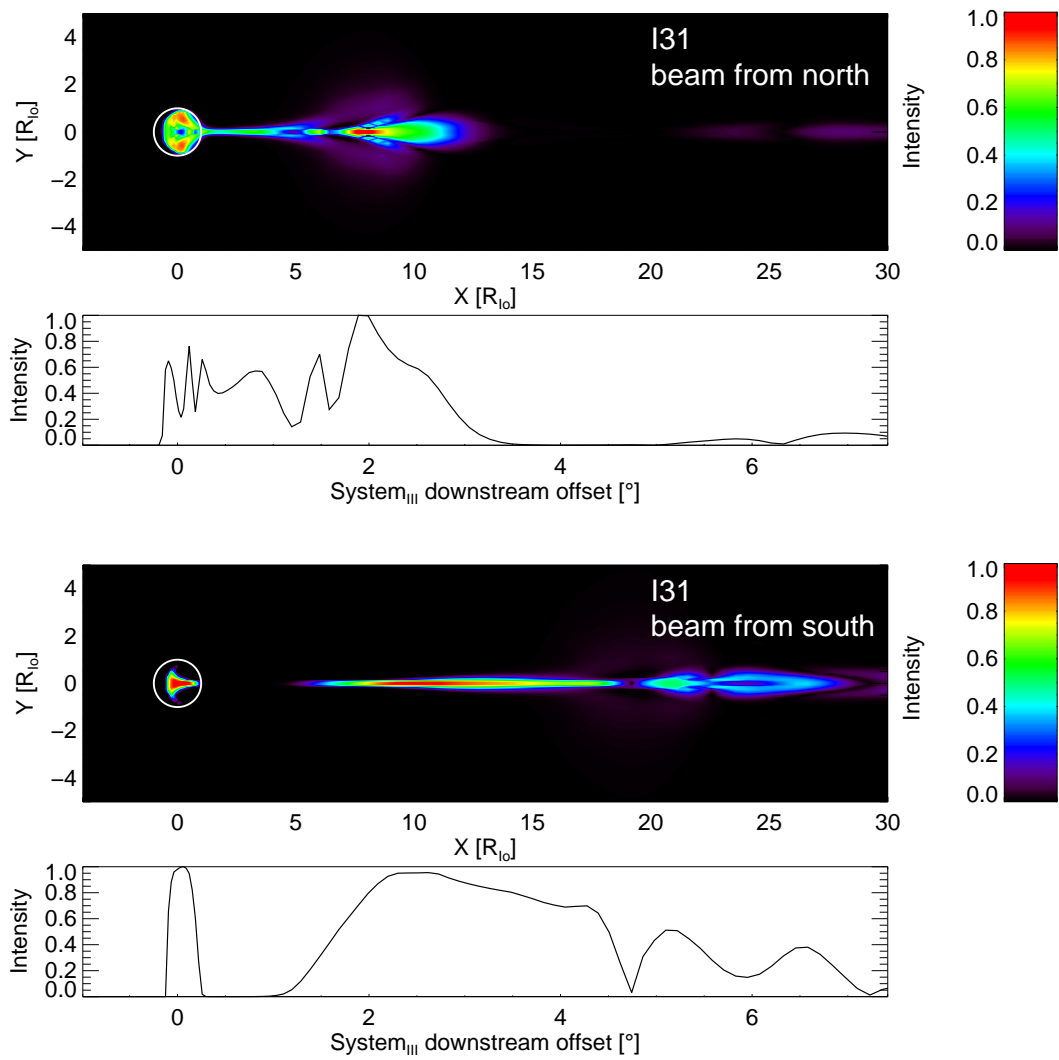 I31
beam from north
Y [R_Io]
4
2
0
-2
-4
0 5 10 15 20 25 30
X [R_Io]
Intensity
1.0
0.8
0.6
0.4
0.2
0.0
Intensity
1.0
0.8
0.6
0.4
0.2
0.0
0 2 4 6
System_III downstream offset [°]
I31
beam from south
Y [R_Io]
4
2
0
-2
-4
0 5 10 15 20 25 30
X [R_Io]
Intensity
1.0
0.8
0.6
0.4
0.2
0.0
Intensity
1.0
0.8
0.6
0.4
0.2
0.0
0 2 4 6
System_III downstream offset [°]